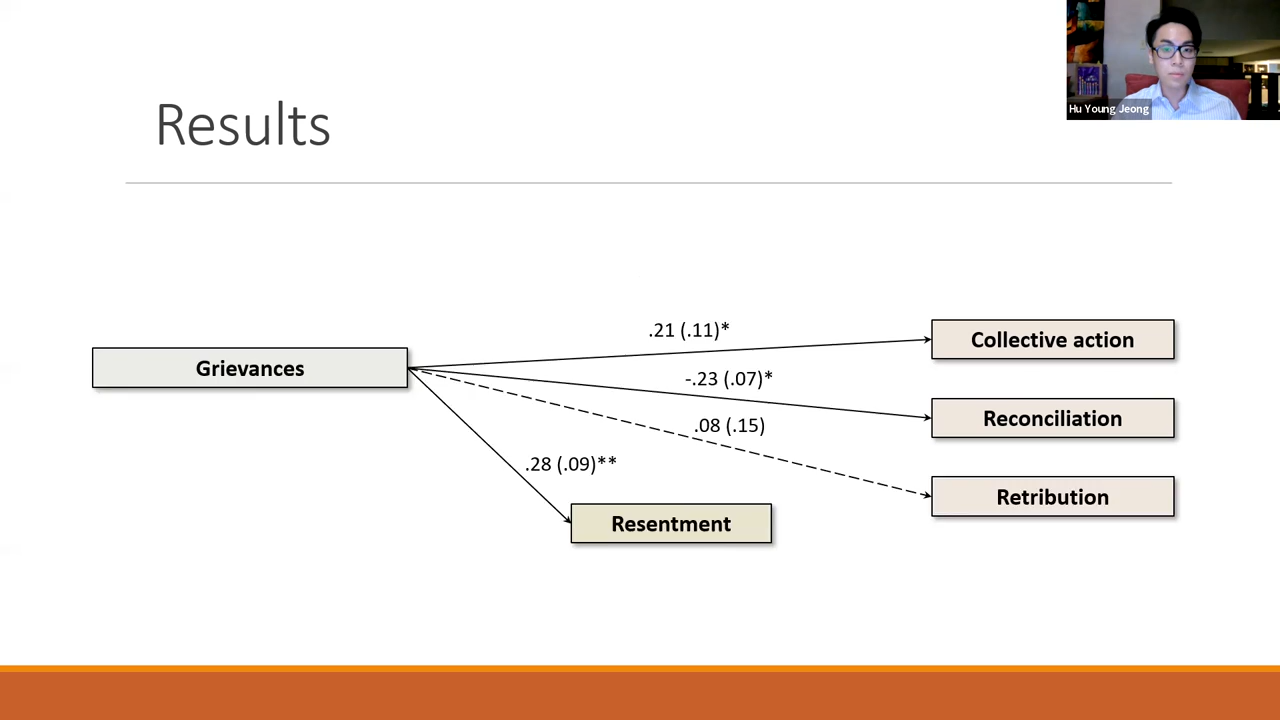 Hu Young Jeong
Results
.21 (.11)*
Collective action
Grievances
-.23 (.07)*
Reconciliation
.08 (.15)
.28 (.09)**
Retribution
Resentment